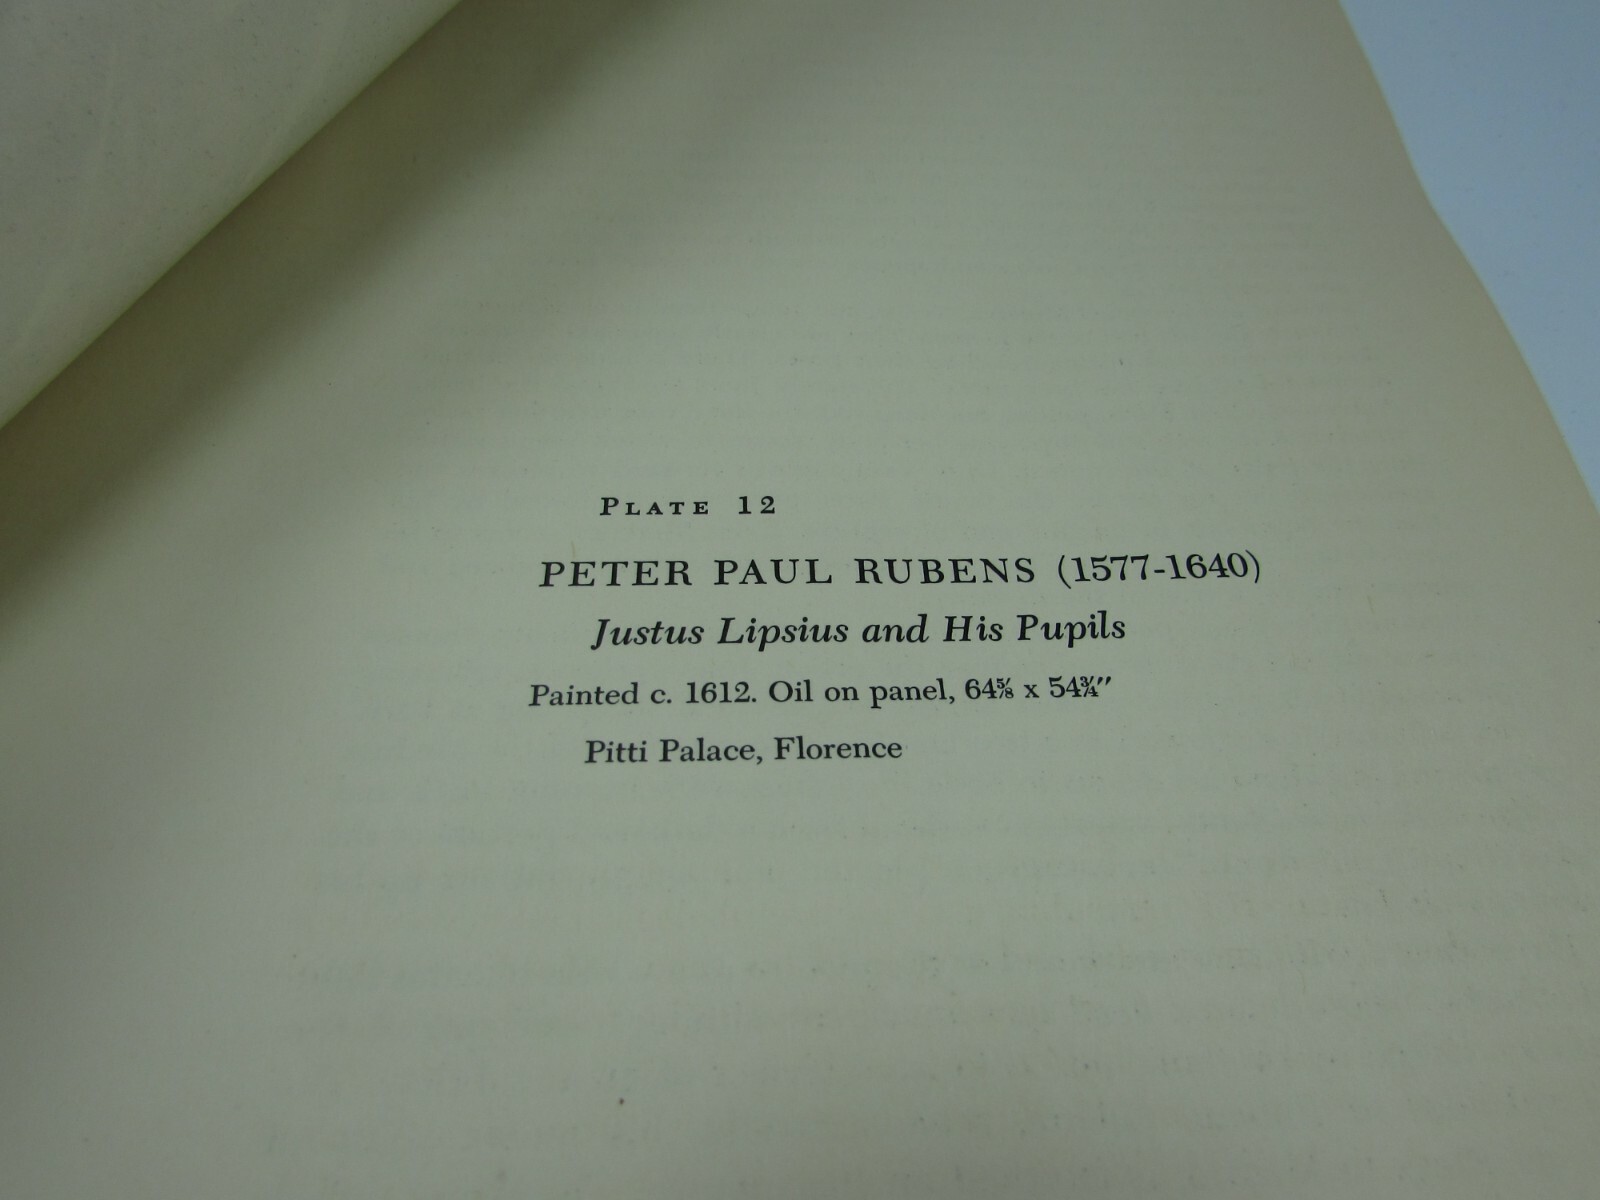 PLATE 12
PETER PAUL RUBENS (1577-1640)
Justus Lipsius and His Pupils
Painted c. 1612. Oil on panel, 64⅝ x 54¾"
Pitti Palace, Florence